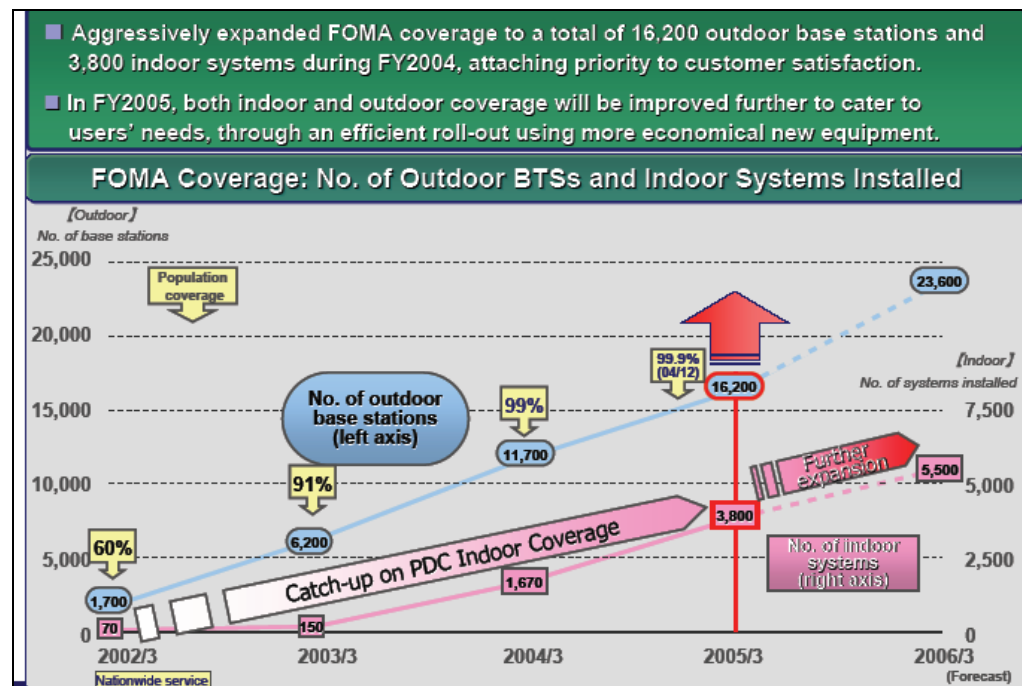 Aggressively expanded FOMA coverage to a total of 16,200 outdoor base stations and
3,800 indoor systems during FY2004, attaching priority to customer satisfaction.
In FY2005, both indoor and outdoor coverage will be improved further to cater to
users' needs, through an efficient roll-out using more economical new equipment.
FOMA Coverage: No. of Outdoor BTSs and Indoor Systems Installed
【Outdoor】
No. of base stations
25,000
Population
coverage
23,600
20,000
99.9%
(04/12)
【Indoor】
No. of systems installed
16,200
15,000
7,500
No. of outdoor
base stations
(left axis)
99%
11,700
Further
expansion
5,500
10,000
5,000
91%
3,800
6,200
Catch-up on PDC Indoor Coverage
No. of indoor
systems
(right axis)
60%
5,000
2,500
1,670
1,700
70
150
0
0
2002/3
2003/3
2004/3
2005/3
2006/3
(Forecast)
Nationwide service